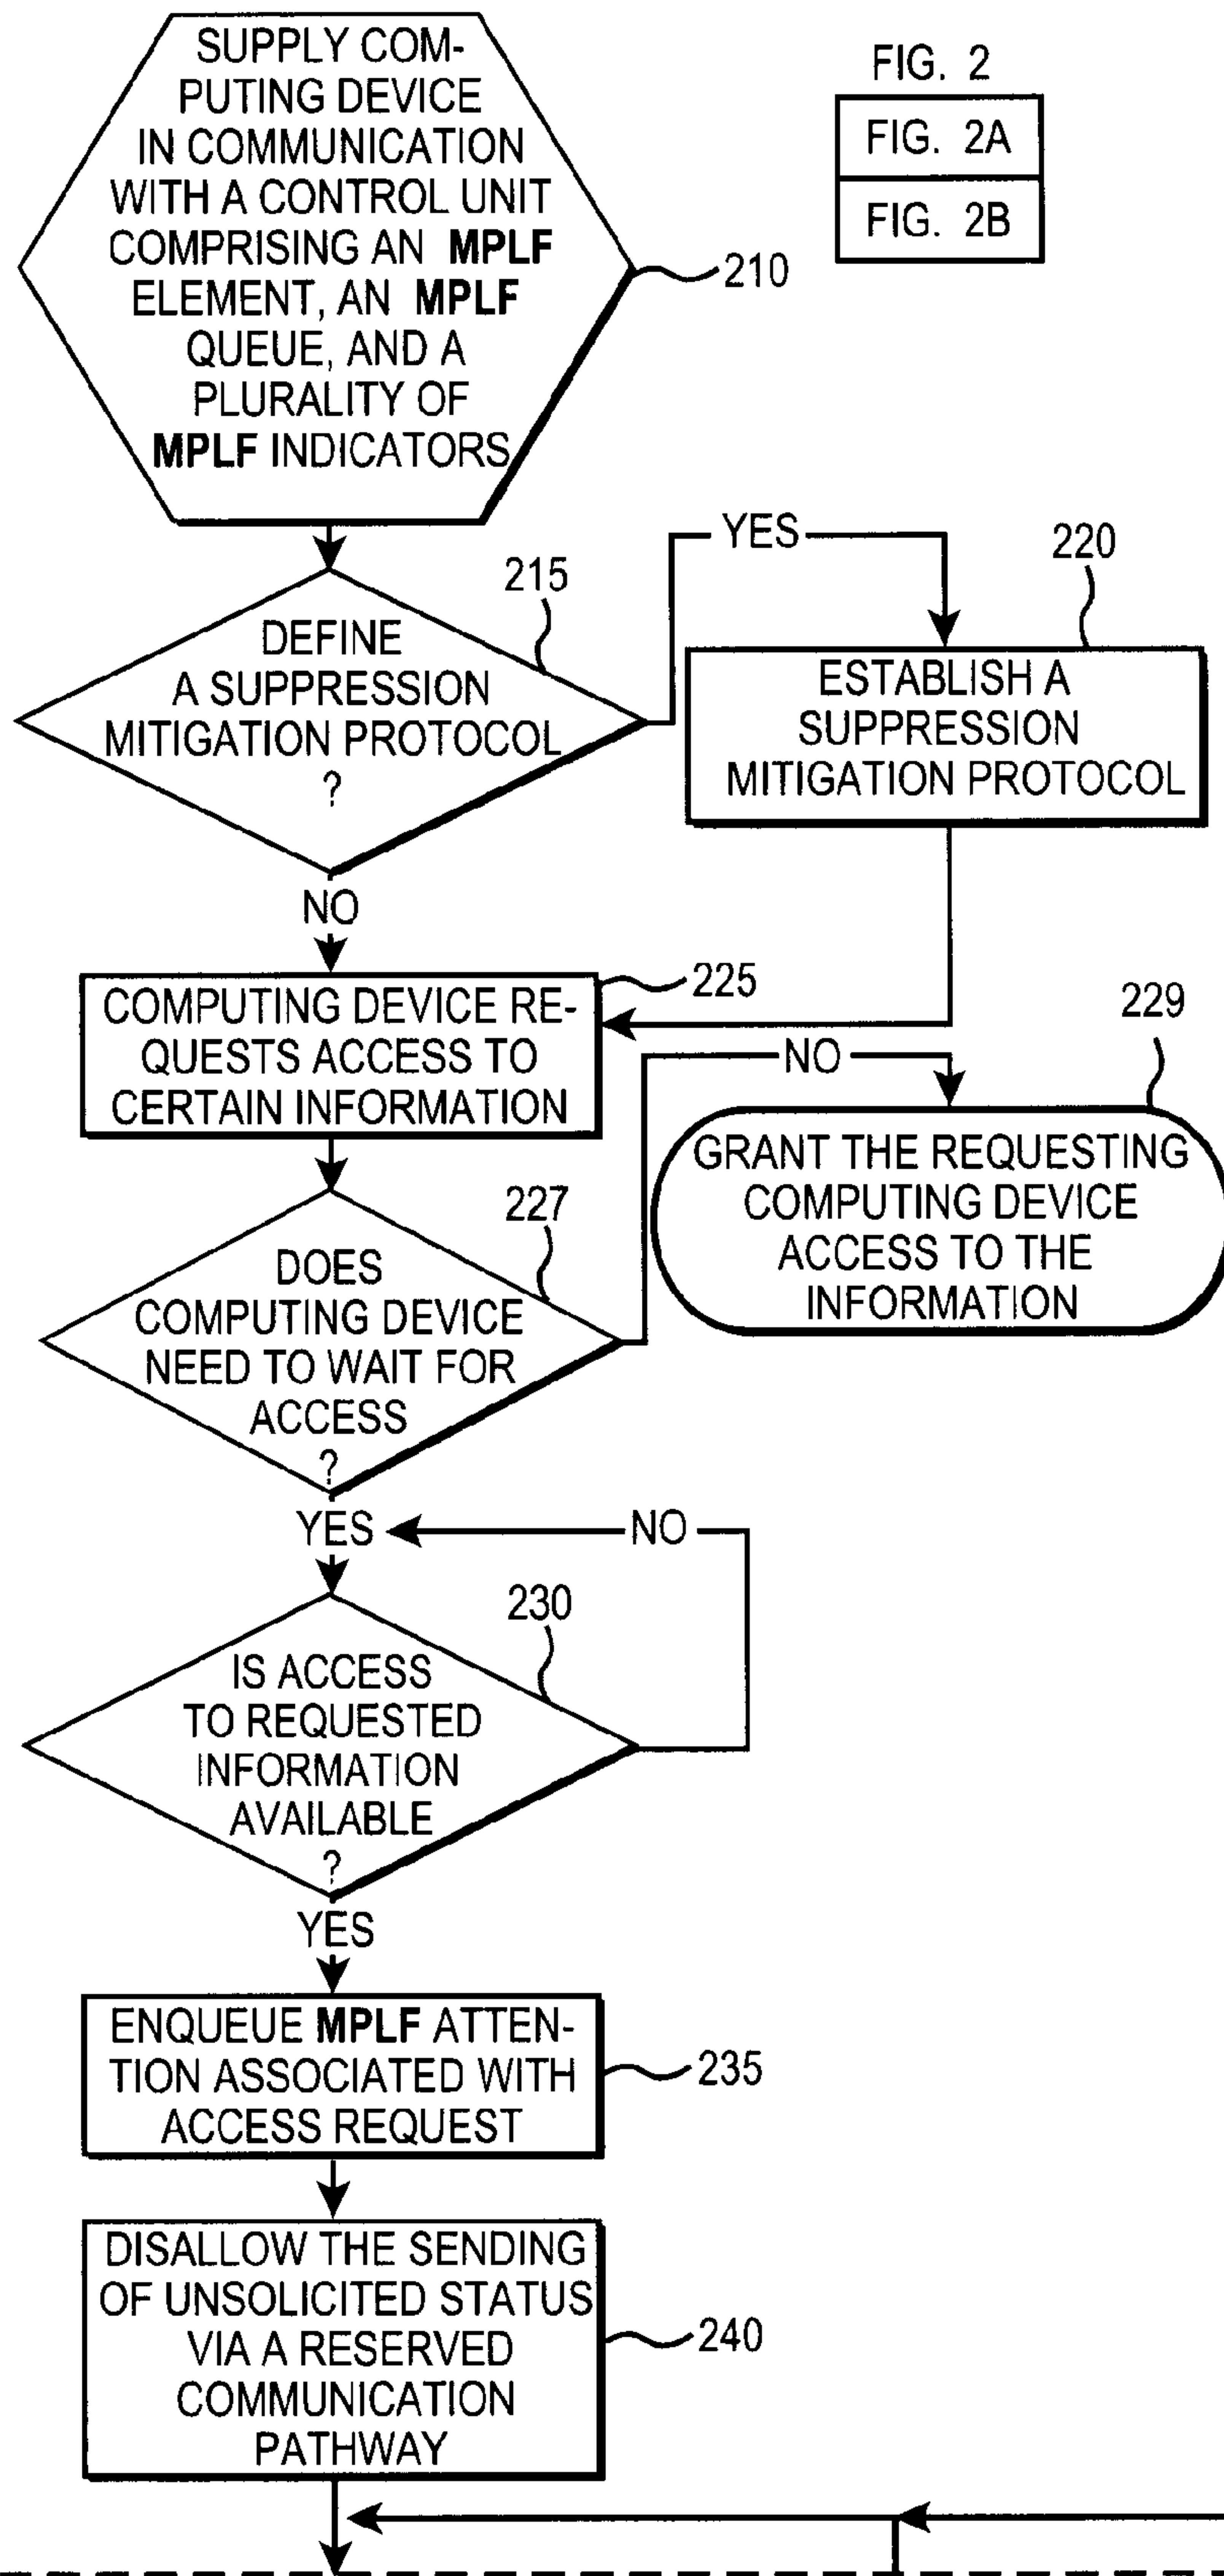 SUPPLY COM-
PUTING DEVICE
IN COMMUNICATION
WITH A CONTROL UNIT
COMPRISING AN MPLF
ELEMENT, AN MPLF
QUEUE, AND A
PLURALITY OF
MPLF INDICATORS
210
FIG. 2
FIG. 2A
FIG. 2B
215
DEFINE
A SUPPRESSION
MITIGATION PROTOCOL
?
YES
220
ESTABLISH A
SUPPRESSION
MITIGATION PROTOCOL
NO
225
COMPUTING DEVICE RE-
QUESTS ACCESS TO
CERTAIN INFORMATION
NO
229
GRANT THE REQUESTING
COMPUTING DEVICE
ACCESS TO THE
INFORMATION
227
DOES
COMPUTING DEVICE
NEED TO WAIT FOR
ACCESS
?
YES
NO
230
IS ACCESS
TO REQUESTED
INFORMATION
AVAILABLE
?
YES
ENQUEUE MPLF ATTEN-
TION ASSOCIATED WITH
ACCESS REQUEST
235
DISALLOW THE SENDING
OF UNSOLICITED STATUS
VIA A RESERVED
COMMUNICATION
PATHWAY
240